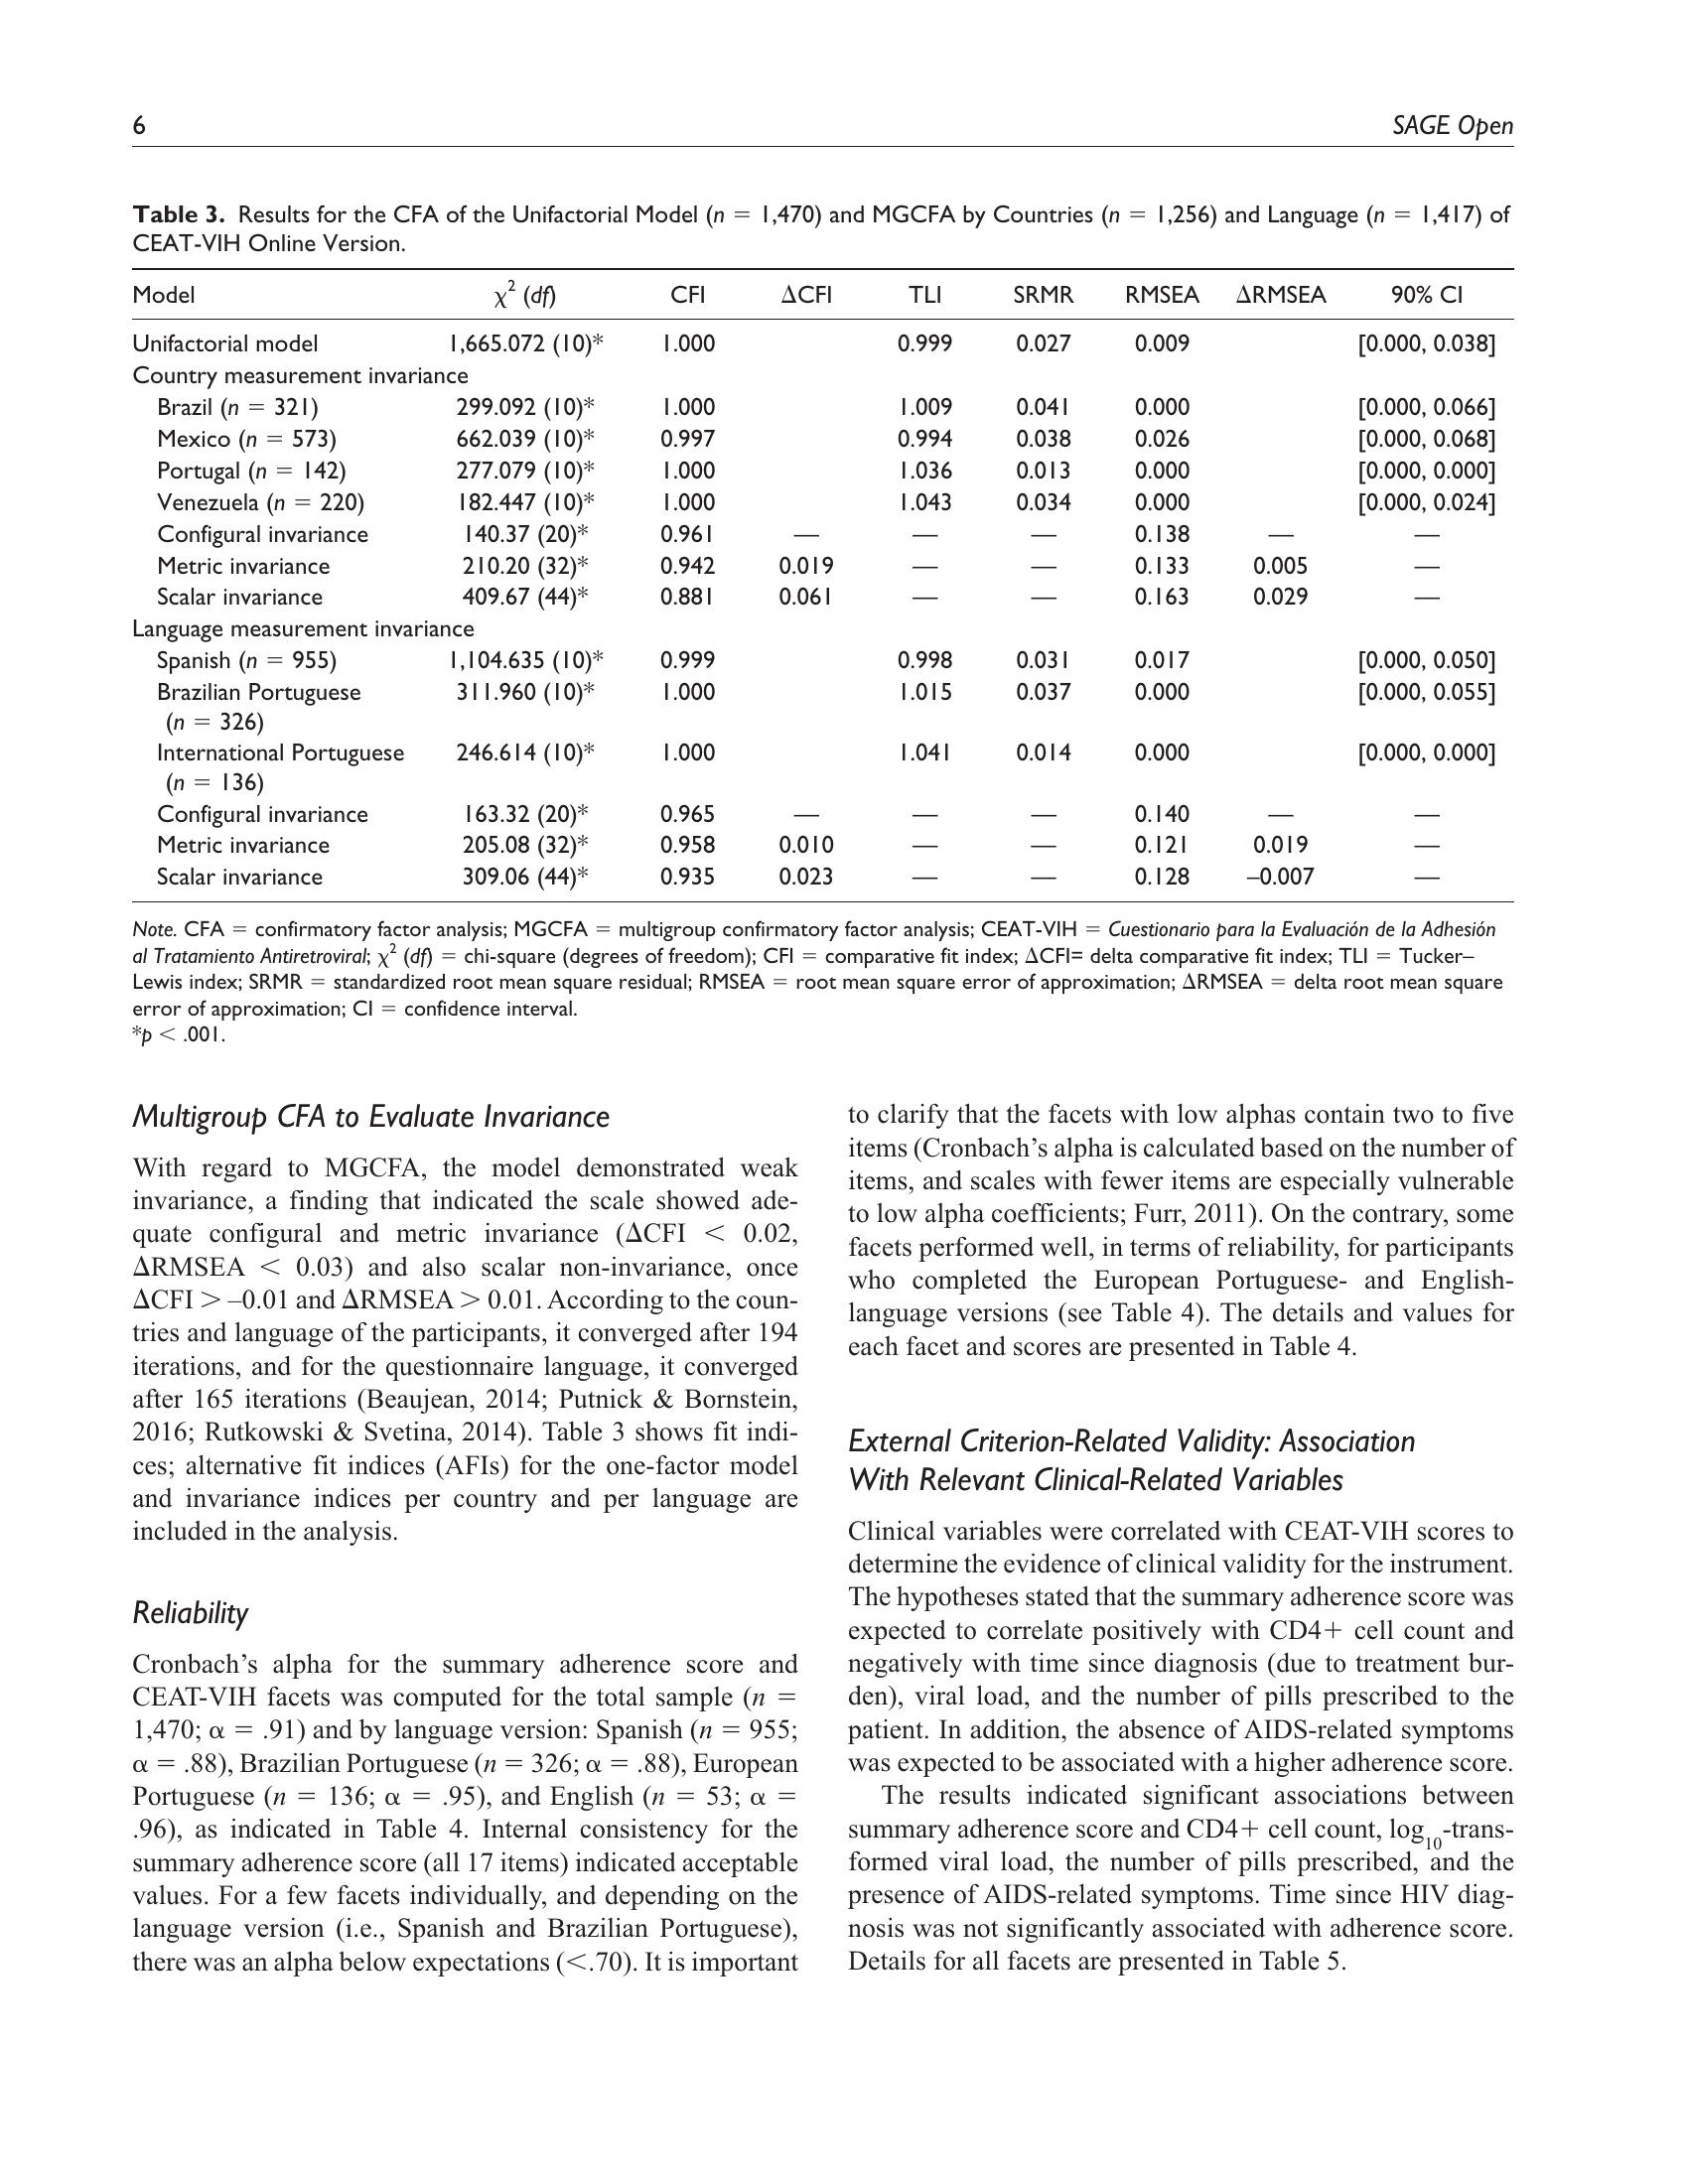 6
SAGE Open
Table 3. Results for the CFA of the Unifactorial Model (n = 1,470) and MGCFA by Countries (n = 1,256) and Language (n = 1,417) of
CEAT-VIH Online Version.
Model χ2 (df) CFI ΔCFI TLI SRMR RMSEA ΔRMSEA 90% CI
Unifactorial model 1,665.072 (10)* 1.000 0.999 0.027 0.009 [0.000, 0.038]
Country measurement invariance
Brazil (n = 321) 299.092 (10)* 1.000 1.009 0.041 0.000 [0.000, 0.066]
Mexico (n = 573) 662.039 (10)* 0.997 0.994 0.038 0.026 [0.000, 0.068]
Portugal (n = 142) 277.079 (10)* 1.000 1.036 0.013 0.000 [0.000, 0.000]
Venezuela (n = 220) 182.447 (10)* 1.000 1.043 0.034 0.000 [0.000, 0.024]
Configural invariance 140.37 (20)* 0.961 — — — 0.138 — —
Metric invariance 210.20 (32)* 0.942 0.019 — — 0.133 0.005 —
Scalar invariance 409.67 (44)* 0.881 0.061 — — 0.163 0.029 —
Language measurement invariance
Spanish (n = 955) 1,104.635 (10)* 0.999 0.998 0.031 0.017 [0.000, 0.050]
Brazilian Portuguese 311.960 (10)* 1.000 1.015 0.037 0.000 [0.000, 0.055]
(n = 326)
International Portuguese 246.614 (10)* 1.000 1.041 0.014 0.000 [0.000, 0.000]
(n = 136)
Configural invariance 163.32 (20)* 0.965 — — — 0.140 — —
Metric invariance 205.08 (32)* 0.958 0.010 — — 0.121 0.019 —
Scalar invariance 309.06 (44)* 0.935 0.023 — — 0.128 –0.007 —
Note. CFA = confirmatory factor analysis; MGCFA = multigroup confirmatory factor analysis; CEAT-VIH = Cuestionario para la Evaluación de la Adhesión
al Tratamiento Antiretroviral; χ2 (df) = chi-square (degrees of freedom); CFI = comparative fit index; ΔCFI= delta comparative fit index; TLI = Tucker–
Lewis index; SRMR = standardized root mean square residual; RMSEA = root mean square error of approximation; ΔRMSEA = delta root mean square
error of approximation; CI = confidence interval.
*p < .001.
Multigroup CFA to Evaluate Invariance
With regard to MGCFA, the model demonstrated weak
invariance, a finding that indicated the scale showed ade-
quate configural and metric invariance (ΔCFI < 0.02,
ΔRMSEA < 0.03) and also scalar non-invariance, once
ΔCFI > –0.01 and ΔRMSEA > 0.01. According to the coun-
tries and language of the participants, it converged after 194
iterations, and for the questionnaire language, it converged
after 165 iterations (Beaujean, 2014; Putnick & Bornstein,
2016; Rutkowski & Svetina, 2014). Table 3 shows fit indi-
ces; alternative fit indices (AFIs) for the one-factor model
and invariance indices per country and per language are
included in the analysis.
Reliability
Cronbach's alpha for the summary adherence score and
CEAT-VIH facets was computed for the total sample (n =
1,470; α = .91) and by language version: Spanish (n = 955;
α = .88), Brazilian Portuguese (n = 326; α = .88), European
Portuguese (n = 136; α = .95), and English (n = 53; α =
.96), as indicated in Table 4. Internal consistency for the
summary adherence score (all 17 items) indicated acceptable
values. For a few facets individually, and depending on the
language version (i.e., Spanish and Brazilian Portuguese),
there was an alpha below expectations (<.70). It is important
to clarify that the facets with low alphas contain two to five
items (Cronbach's alpha is calculated based on the number of
items, and scales with fewer items are especially vulnerable
to low alpha coefficients; Furr, 2011). On the contrary, some
facets performed well, in terms of reliability, for participants
who completed the European Portuguese- and English-
language versions (see Table 4). The details and values for
each facet and scores are presented in Table 4.
External Criterion-Related Validity: Association
With Relevant Clinical-Related Variables
Clinical variables were correlated with CEAT-VIH scores to
determine the evidence of clinical validity for the instrument.
The hypotheses stated that the summary adherence score was
expected to correlate positively with CD4+ cell count and
negatively with time since diagnosis (due to treatment bur-
den), viral load, and the number of pills prescribed to the
patient. In addition, the absence of AIDS-related symptoms
was expected to be associated with a higher adherence score.
The results indicated significant associations between
summary adherence score and CD4+ cell count, log10-trans-
formed viral load, the number of pills prescribed, and the
presence of AIDS-related symptoms. Time since HIV diag-
nosis was not significantly associated with adherence score.
Details for all facets are presented in Table 5.